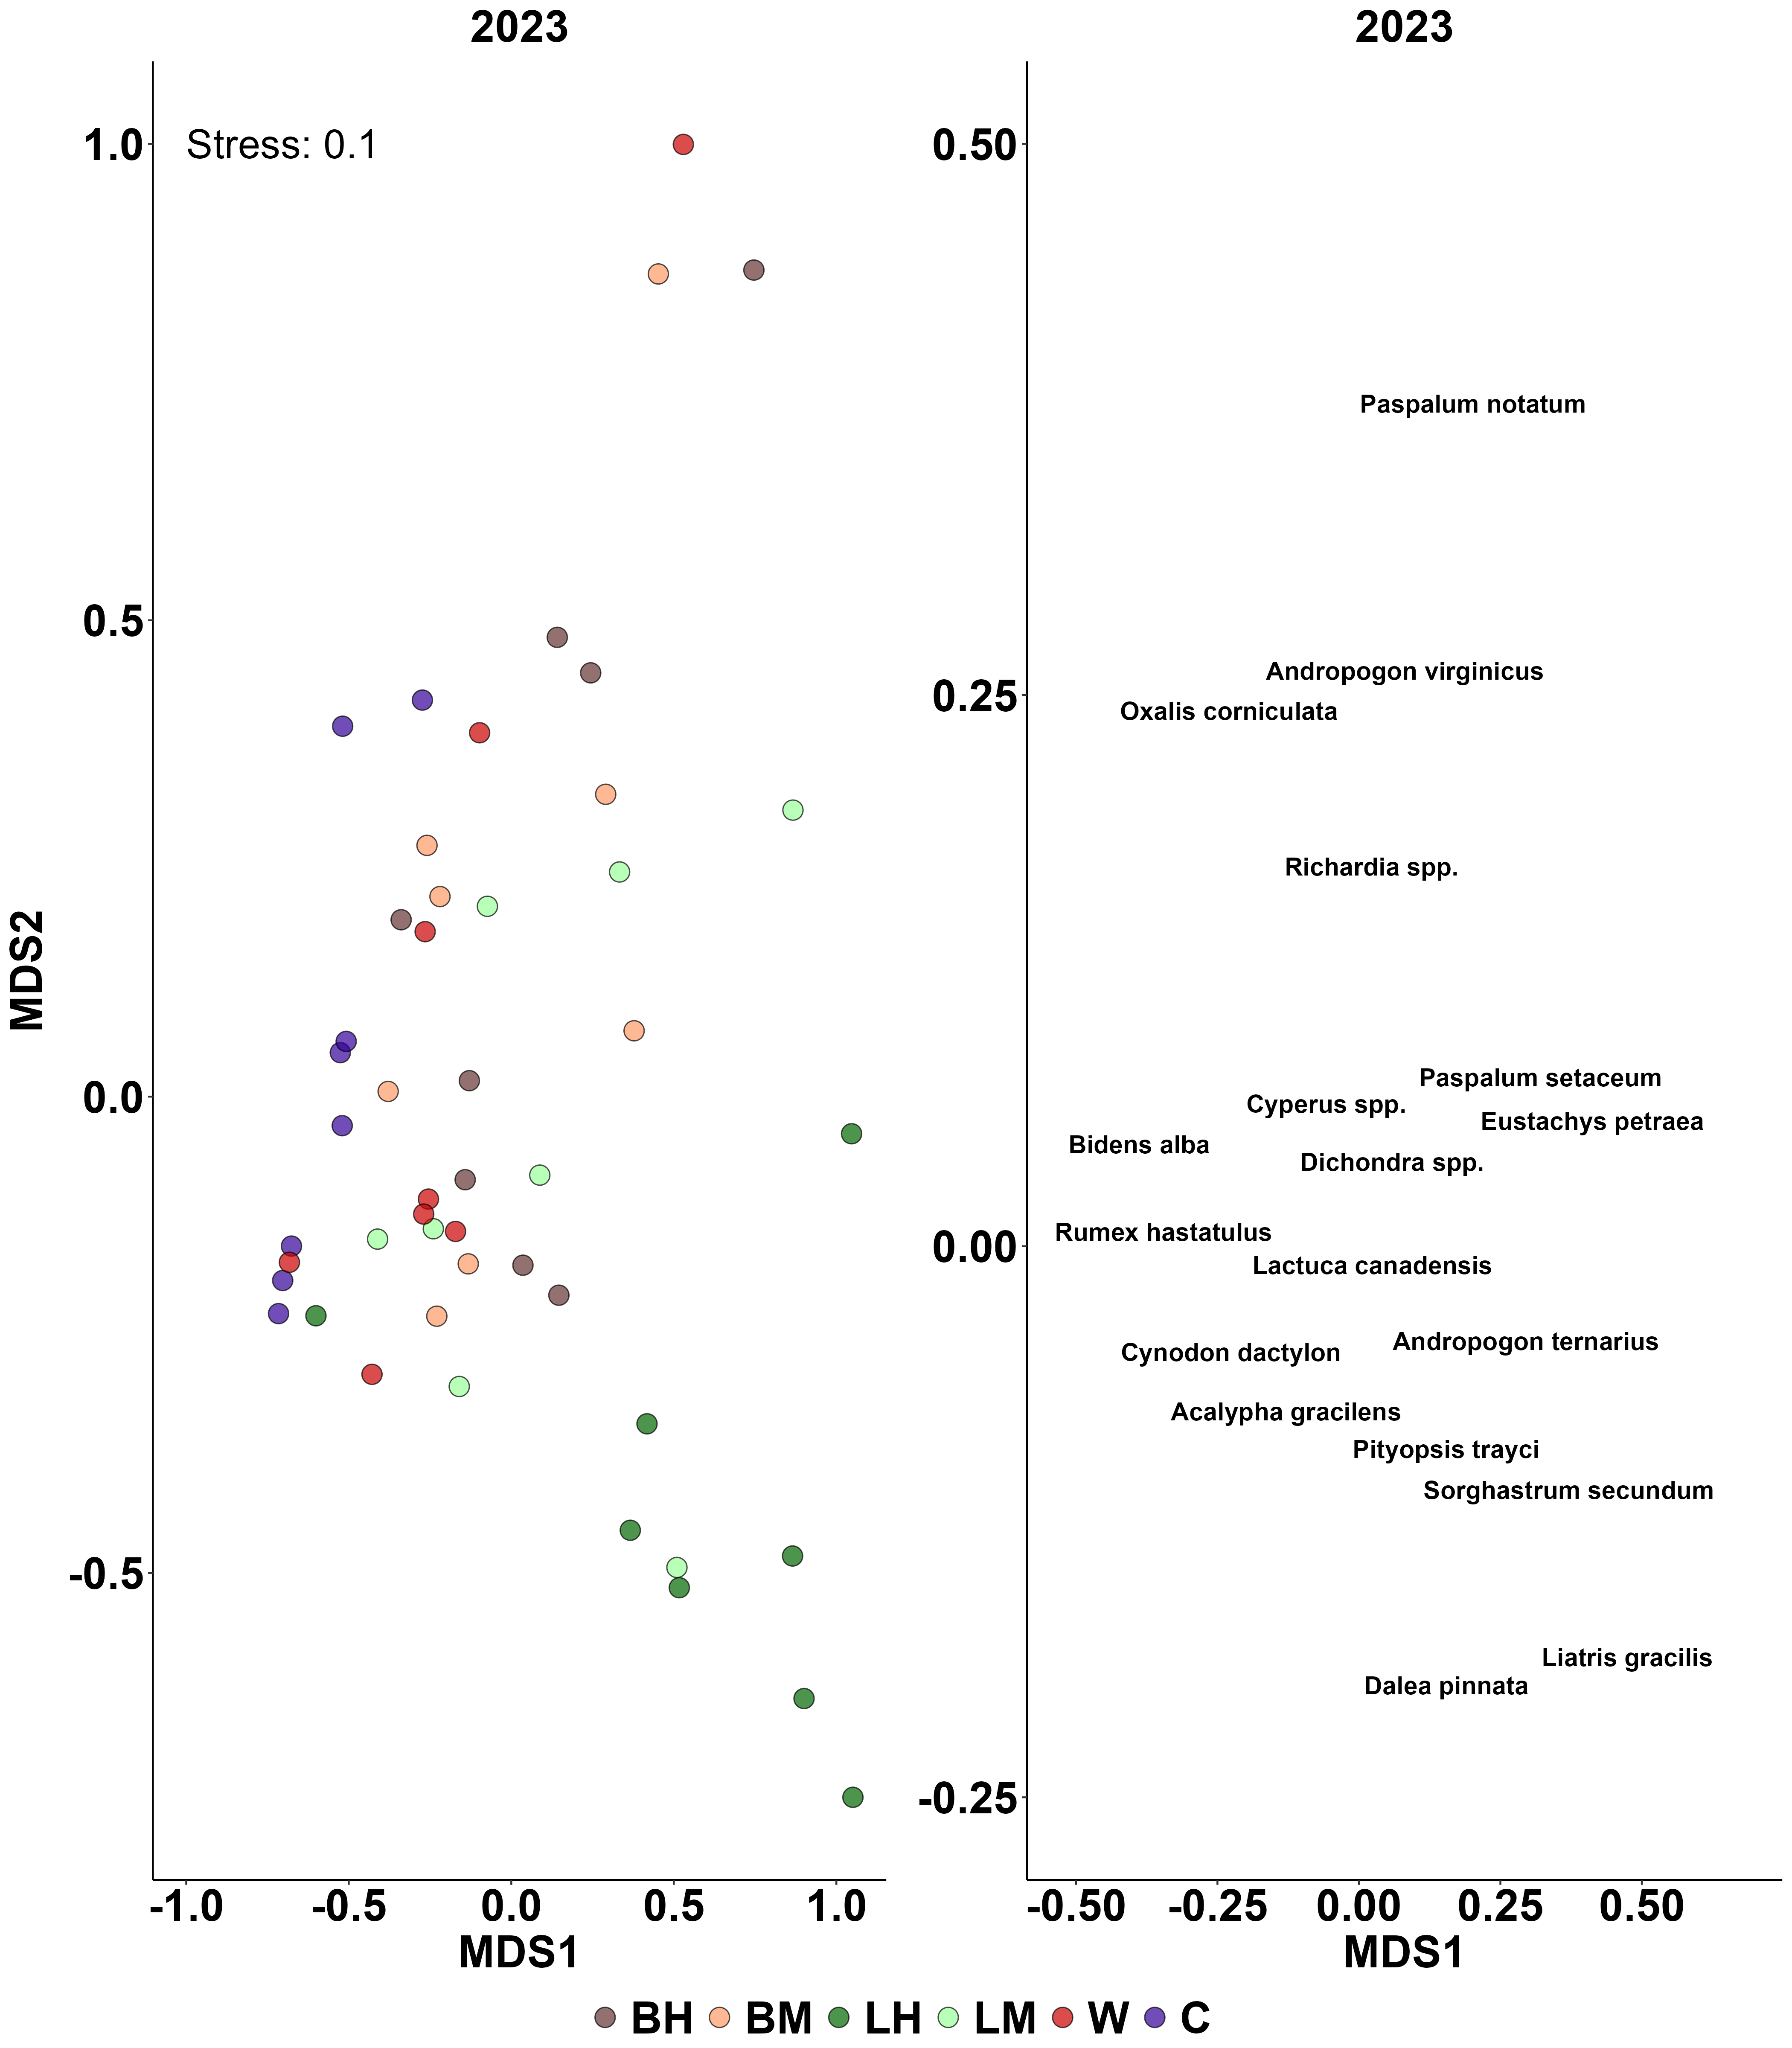 2023
2023
Stress: 0.1
1.0
0.5
0.0
-0.5
MDS2
-1.0 -0.5 0.0 0.5 1.0
MDS1
0.50
0.25
0.00
-0.25
Paspalum notatum
Andropogon virginicus
Oxalis corniculata
Richardia spp.
Paspalum setaceum
Cyperus spp.
Eustachys petraea
Bidens alba
Dichondra spp.
Rumex hastatulus
Lactuca canadensis
Andropogon ternarius
Cynodon dactylon
Acalypha gracilens
Pityopsis trayci
Sorghastrum secundum
Liatris gracilis
Dalea pinnata
-0.50 -0.25 0.00 0.25 0.50
MDS1
BH BM LH LM W C